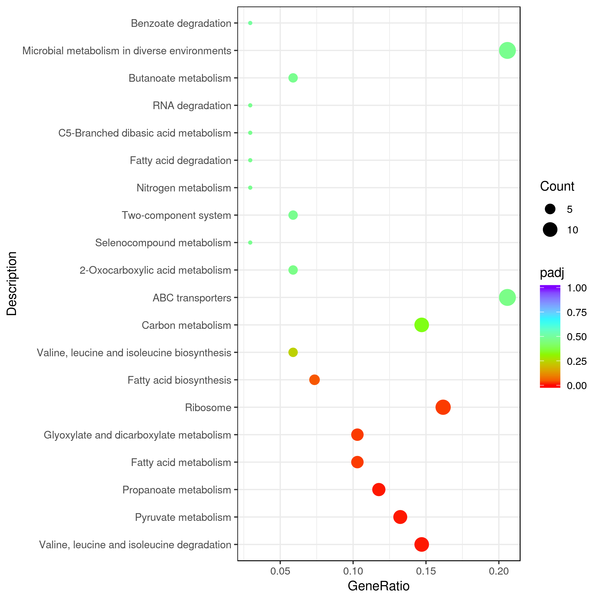 Benzoate degradation
Microbial metabolism in diverse environments
Butanoate metabolism
RNA degradation
C5-Branched dibasic acid metabolism
Fatty acid degradation
Nitrogen metabolism
Two-component system
Selenocompound metabolism
2-Oxocarboxylic acid metabolism
ABC transporters
Carbon metabolism
Valine, leucine and isoleucine biosynthesis
Fatty acid biosynthesis
Ribosome
Glyoxylate and dicarboxylate metabolism
Fatty acid metabolism
Propanoate metabolism
Pyruvate metabolism
Valine, leucine and isoleucine degradation
Description
0.05 0.10 0.15 0.20
GeneRatio
Count
5
10
padj
1.00
0.75
0.50
0.25
0.00